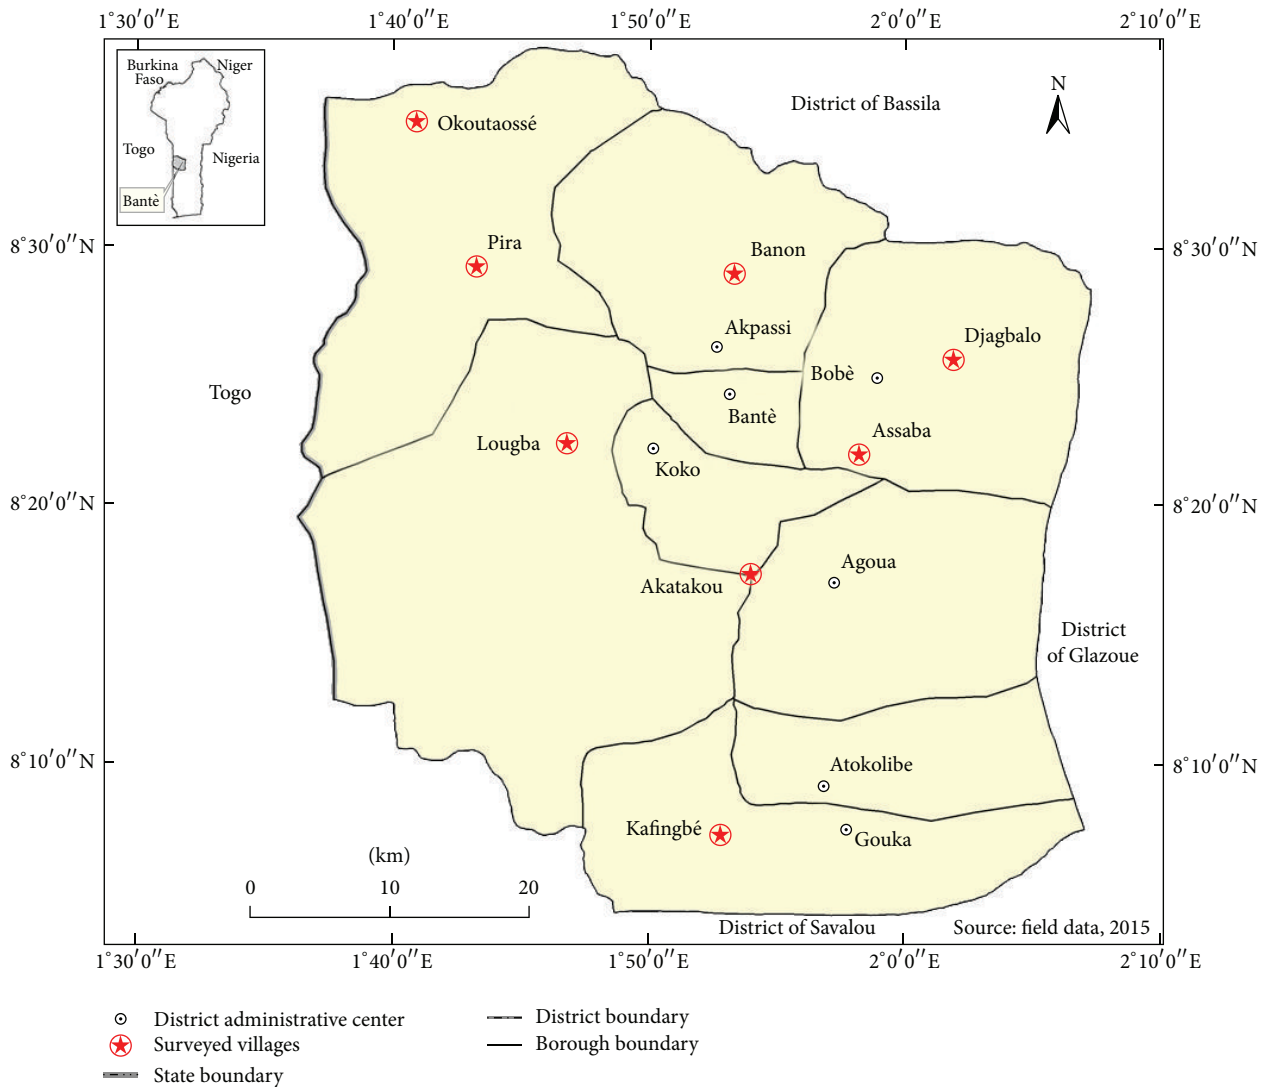 1°30′0″E
1°40′0″E
1°50′0″E
2°0′0″E
2°10′0″E
Burkina
Faso
Niger
Togo
Nigeria
Bantè
District of Bassila
N
Okoutaossé
8°30′0″N
Pira
Banon
8°30′0″N
Akpassi
Djagbalo
Togo
Bobè
Bantè
Lougba
Assaba
Koko
8°20′0″N
8°20′0″N
Akatakou
Agoua
District
of Glazoue
8°10′0″N
Atokolibe
8°10′0″N
Kafingbé
Gouka
(km)
0
10
20
District of Savalou
Source: field data, 2015
1°30′0″E
1°40′0″E
1°50′0″E
2°0′0″E
2°10′0″E
District administrative center
Surveyed villages
State boundary
District boundary
Borough boundary